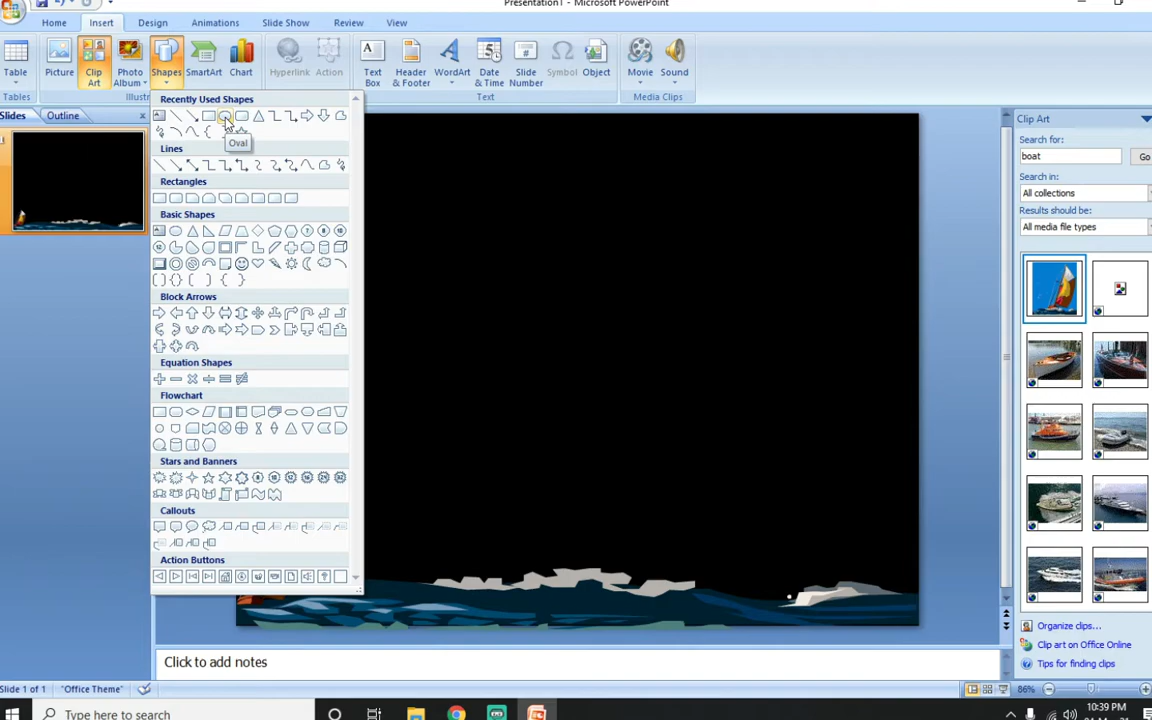 Presentation1 - Microsoft PowerPoint
Home Insert Design Animations Slide Show Review View
Table Picture Clip Art Photo Album Shapes SmartArt Chart Hyperlink Action Text Box Header & Footer WordArt Date & Time Slide Number Symbol Object Movie Sound
Tables Text Media Clips
Slides Outline
Recently Used Shapes
Oval
Lines
Rectangles
Basic Shapes
Block Arrows
Equation Shapes
Flowchart
Stars and Banners
Callouts
Action Buttons
Clip Art
Search for:
boat Go
Search in:
All collections
Results should be:
All media file types
Organize clips...
Clip art on Office Online
Tips for finding clips
Click to add notes
Slide 1 of 1 "Office Theme" 86%
Type here to search 10:39 PM